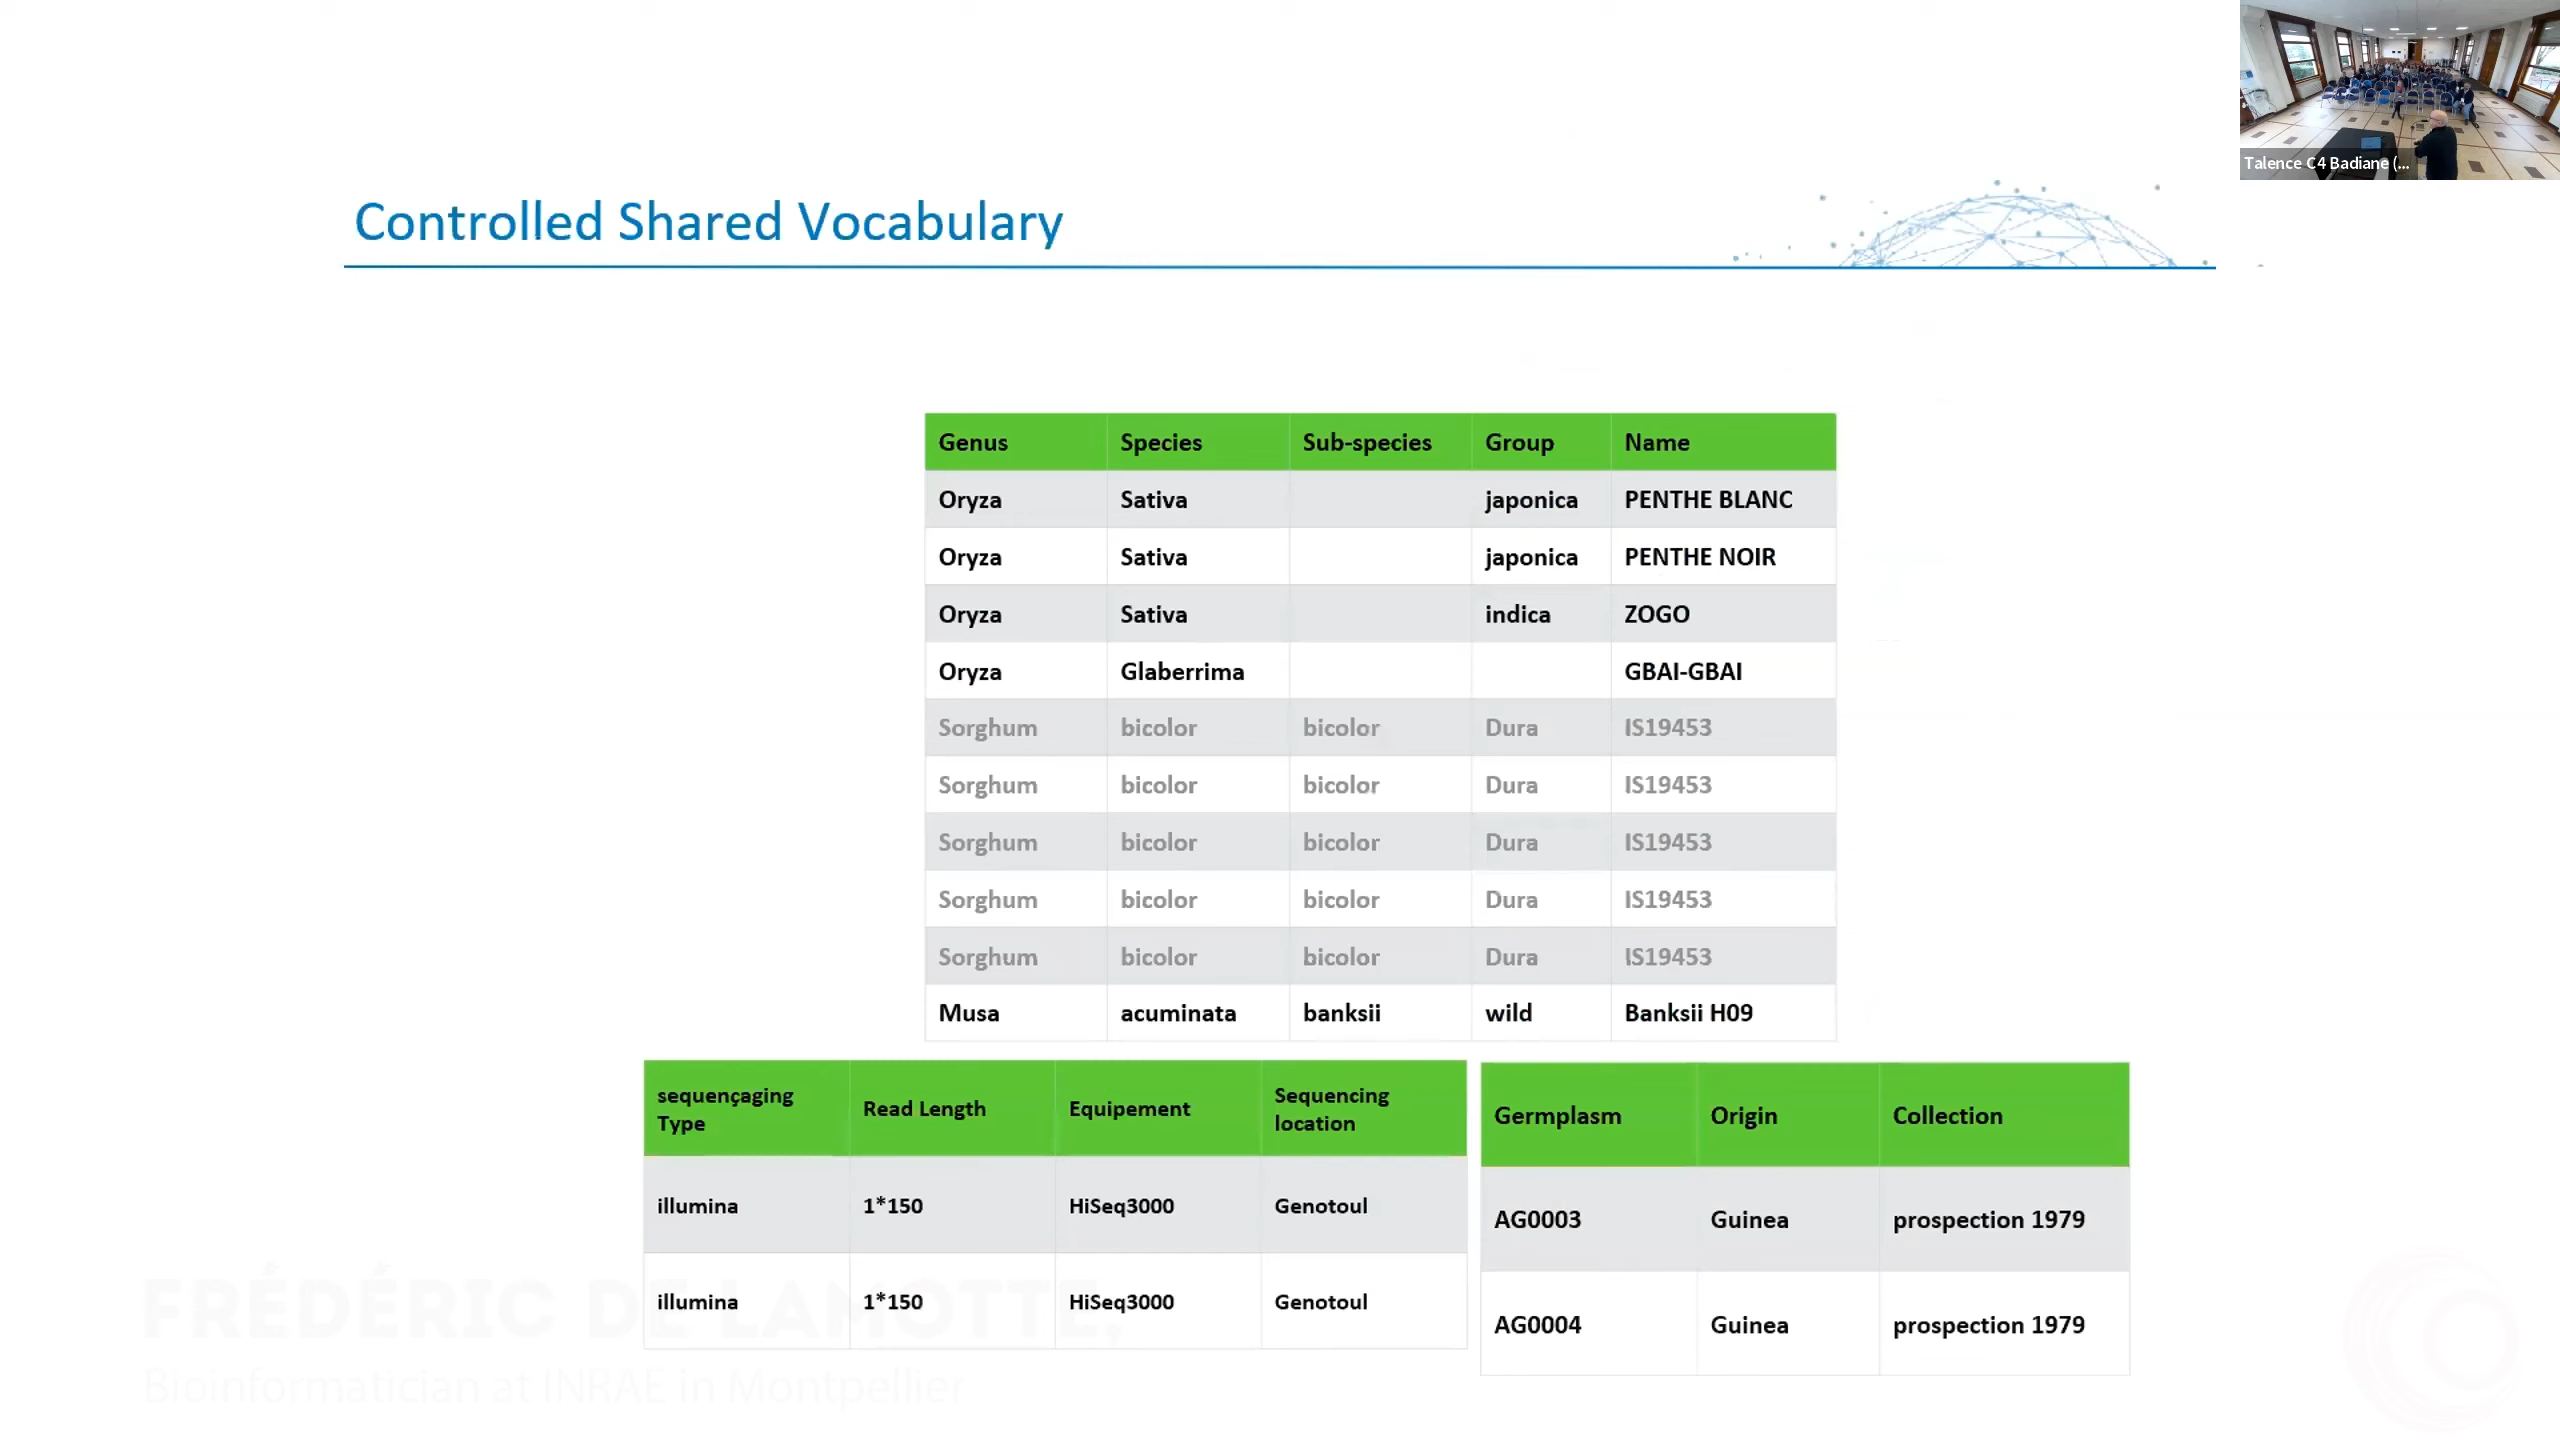 Talence C4 Badiane (...
Controlled Shared Vocabulary
Genus Species Sub-species Group Name
Oryza Sativa japonica PENTHE BLANC
Oryza Sativa japonica PENTHE NOIR
Oryza Sativa indica ZOGO
Oryza Glaberrima GBAI-GBAI
Sorghum bicolor bicolor Dura IS19453
Sorghum bicolor bicolor Dura IS19453
Sorghum bicolor bicolor Dura IS19453
Sorghum bicolor bicolor Dura IS19453
Sorghum bicolor bicolor Dura IS19453
Musa acuminata banksii wild Banksii H09
sequençaging
Type
Read Length
Equipement
Sequencing
location
illumina 1*150 HiSeq3000 Genotoul
illumina 1*150 HiSeq3000 Genotoul
Germplasm Origin Collection
AG0003 Guinea prospection 1979
AG0004 Guinea prospection 1979
FRÉDÉRIC DE LAMOTTE,
Bioinformatician at INRAE in Montpellier